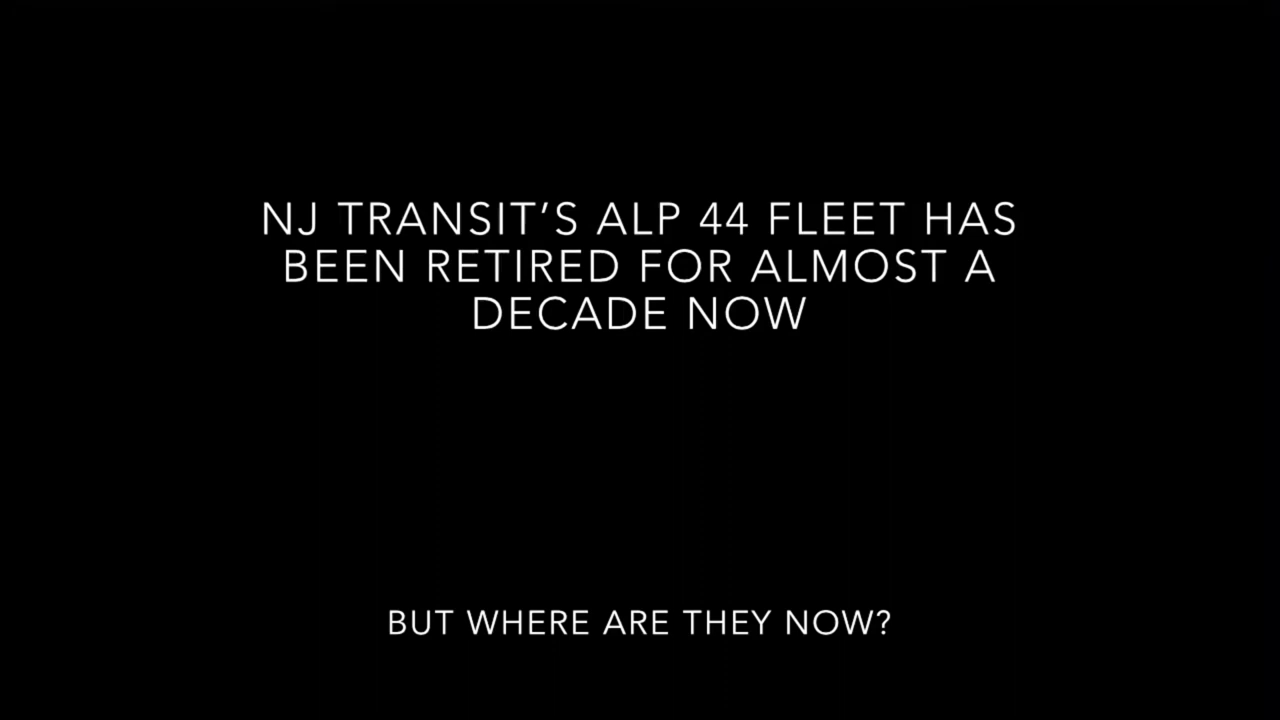 NJ TRANSIT’S ALP 44 FLEET HAS
BEEN RETIRED FOR ALMOST A
DECADE NOW
BUT WHERE ARE THEY NOW?